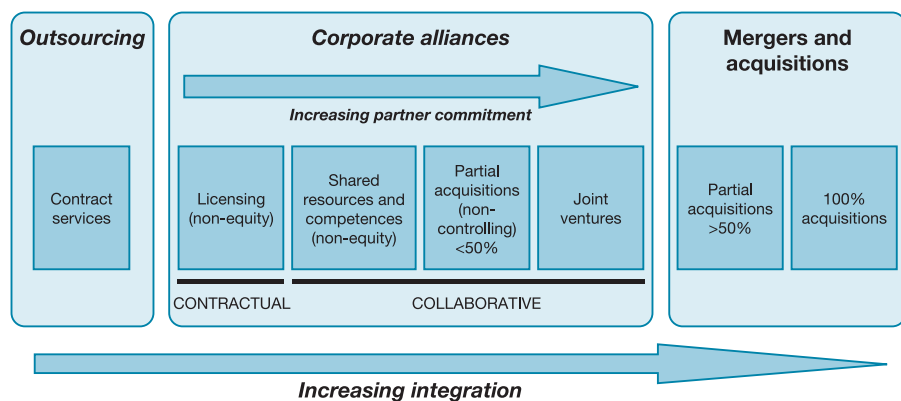 Outsourcing
Corporate alliances
Mergers and
acquisitions
Increasing partner commitment
Contract
services
Licensing
(non-equity)
Shared
resources and
competences
(non-equity)
Partial
acquisitions
(non-
controlling)
<50%
Joint
ventures
Partial
acquisitions
>50%
100%
acquisitions
CONTRACTUAL
COLLABORATIVE
Increasing integration